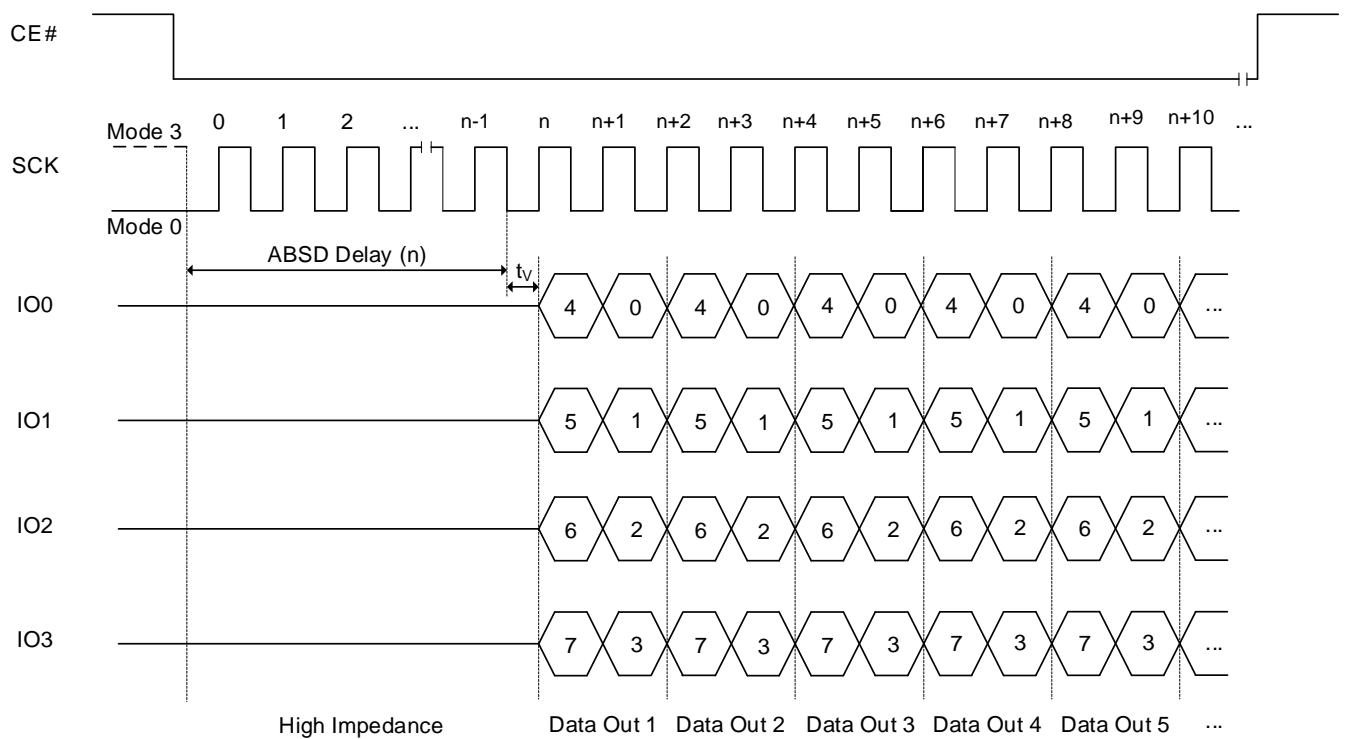 CE#
0 1 2 ... n-1 n n+1 n+2 n+3 n+4 n+5 n+6 n+7 n+8 n+9 n+10 ...
Mode 3
SCK
Mode 0
ABSD Delay (n)
tV
IO0 4 0 4 0 4 0 4 0 4 0 ...
IO1 5 1 5 1 5 1 5 1 5 1 ...
IO2 6 2 6 2 6 2 6 2 6 2 ...
IO3 7 3 7 3 7 3 7 3 7 3 ...
High Impedance Data Out 1 Data Out 2 Data Out 3 Data Out 4 Data Out 5 ...